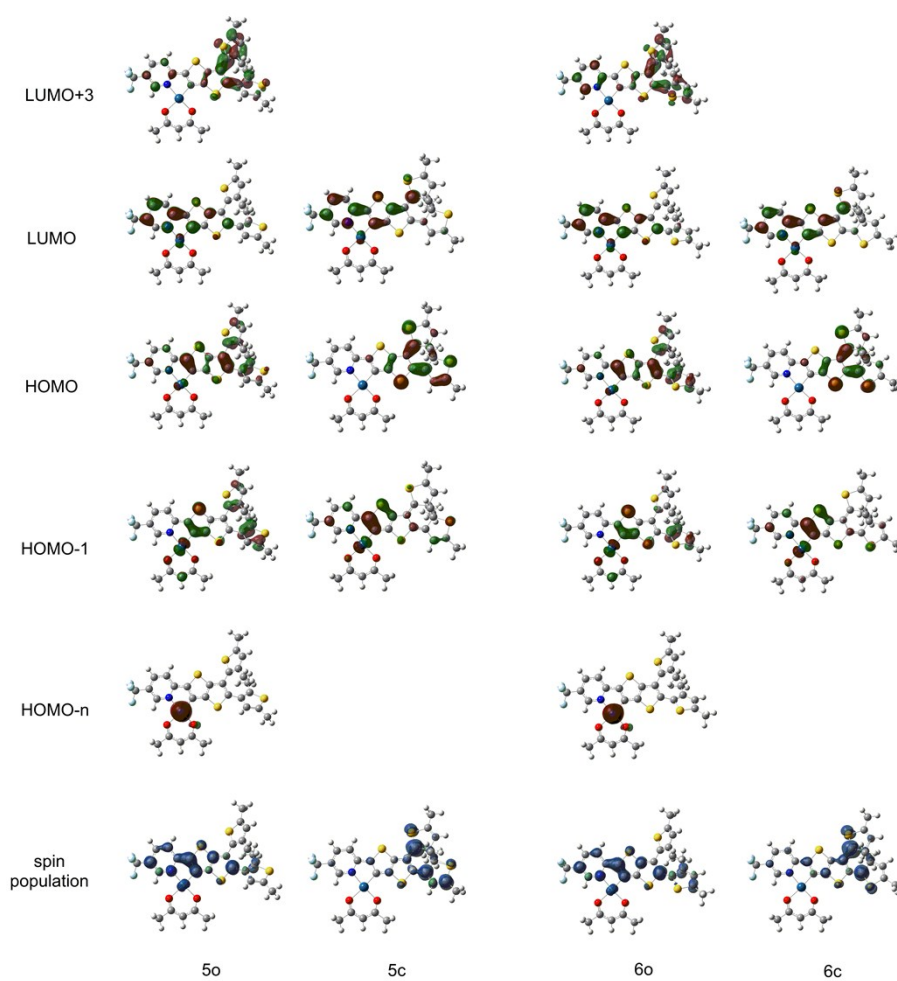 LUMO+3
LUMO
HOMO
HOMO-1
HOMO-n
spin
population
5o 5c 6o 6c